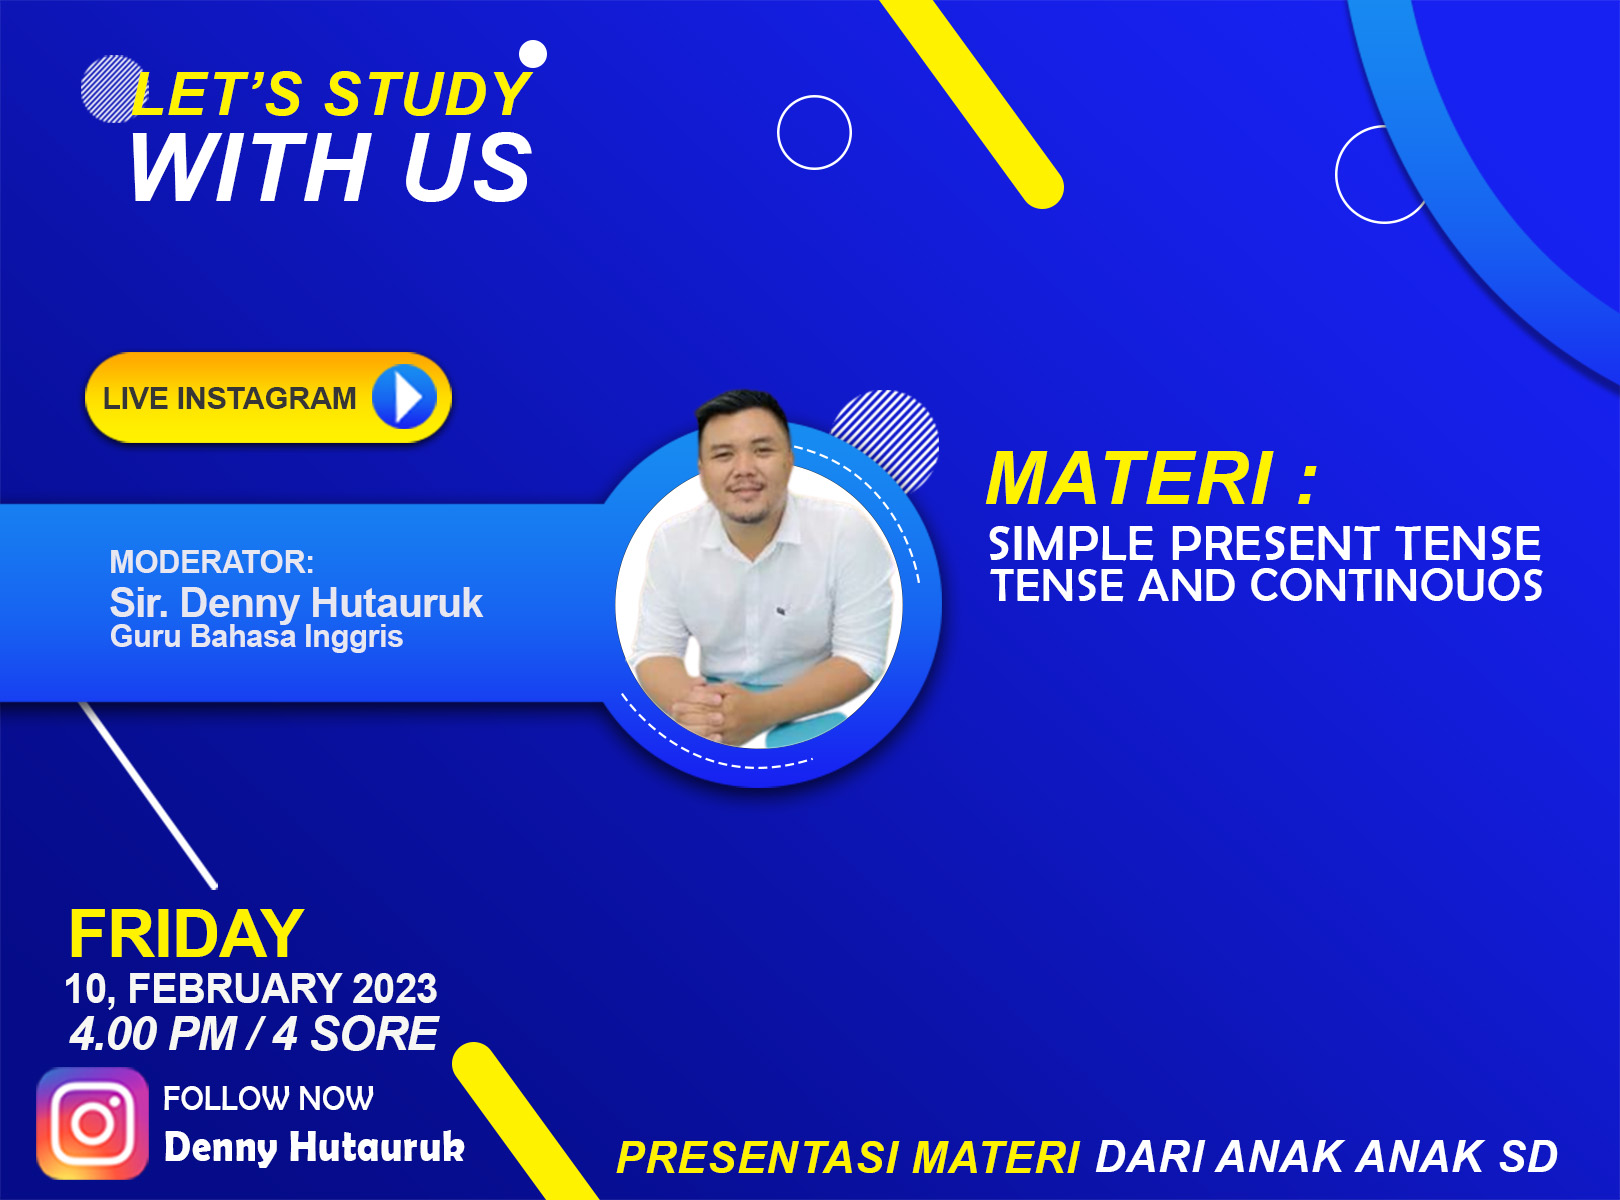 LET'S STUDY
WITH US
LIVE INSTAGRAM
MODERATOR:
Sir. Denny Hutauruk
Guru Bahasa Inggris
MATERI :
SIMPLE PRESENT TENSE
TENSE AND CONTINOUOS
FRIDAY
10, FEBRUARY 2023
4.00 PM / 4 SORE
FOLLOW NOW
Denny Hutauruk
PRESENTASI MATERI DARI ANAK ANAK SD